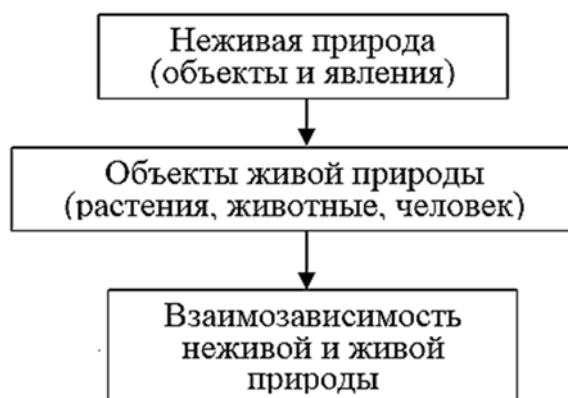 Неживая природа
(объекты и явления)
Объекты живой природы
(растения, животные, человек)
Взаимозависимость
неживой и живой
природы